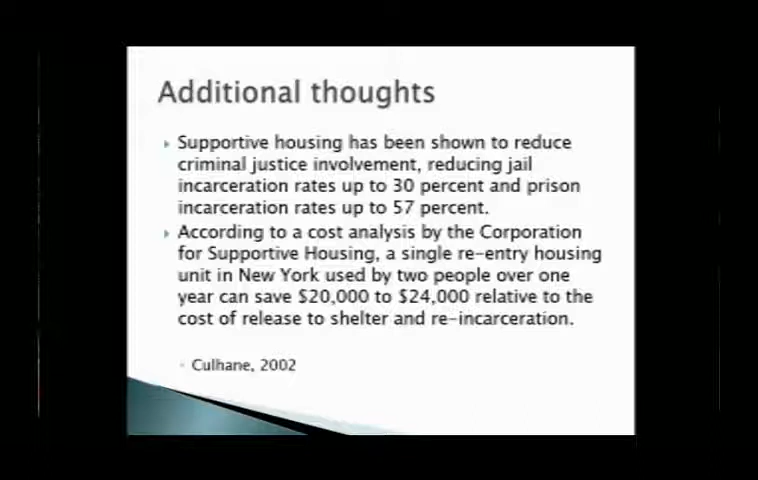 Additional thoughts
Supportive housing has been shown to reduce
criminal justice involvement, reducing jail
incarceration rates up to 30 percent and prison
incarceration rates up to 57 percent.
According to a cost analysis by the Corporation
for Supportive Housing, a single re-entry housing
unit in New York used by two people over one
year can save $20,000 to $24,000 relative to the
cost of release to shelter and re-incarceration.
Culhane, 2002